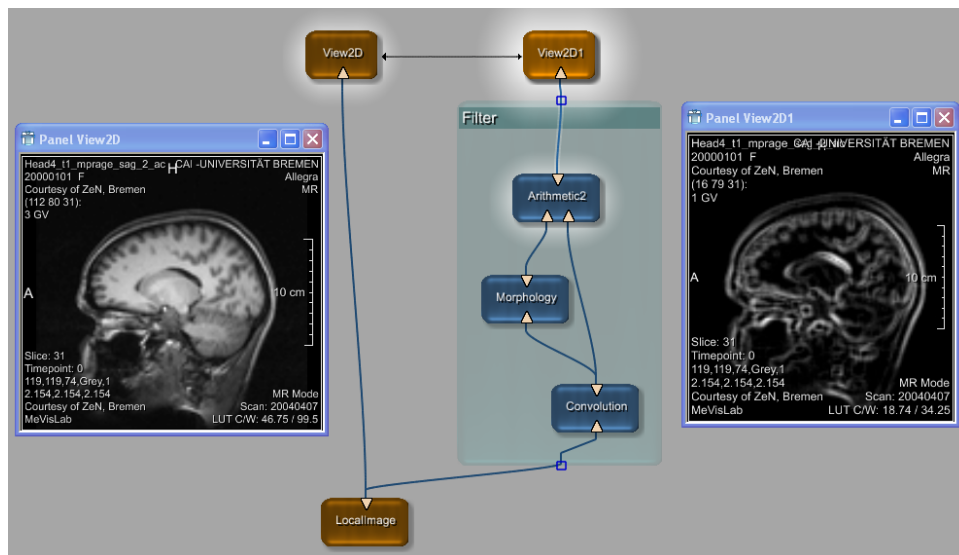 View2D
View2D1
Filter
Arithmetic2
Morphology
Convolution
LocalImage
Panel View2D
Head4_t1_mprage_sag_2_ac CAI -UNIVERSITÄT BREMEN
H
20000101 F
Allegra
Courtesy of ZeN, Bremen
MR
(112 80 31):
3 GV
A
10 cm
Slice: 31
Timepoint: 0
119,119,74,Grey,1
2.154,2.154,2.154
MR Mode
Courtesy of ZeN, Bremen
Scan: 20040407
MeVisLab
LUT C/W: 46.75 / 99.5
Panel View2D1
Head4_t1_mprage UNIVERSITÄT BREMEN
20000101 F
Allegra
Courtesy of ZeN, Bremen
MR
(16 79 31):
1 GV
A
10 cm
Slice: 31
Timepoint: 0
119,119,74,Grey,1
2.154,2.154,2.154
MR Mode
Courtesy of ZeN, Bremen
Scan: 20040407
MeVisLab
LUT C/W: 18.74 / 34.25